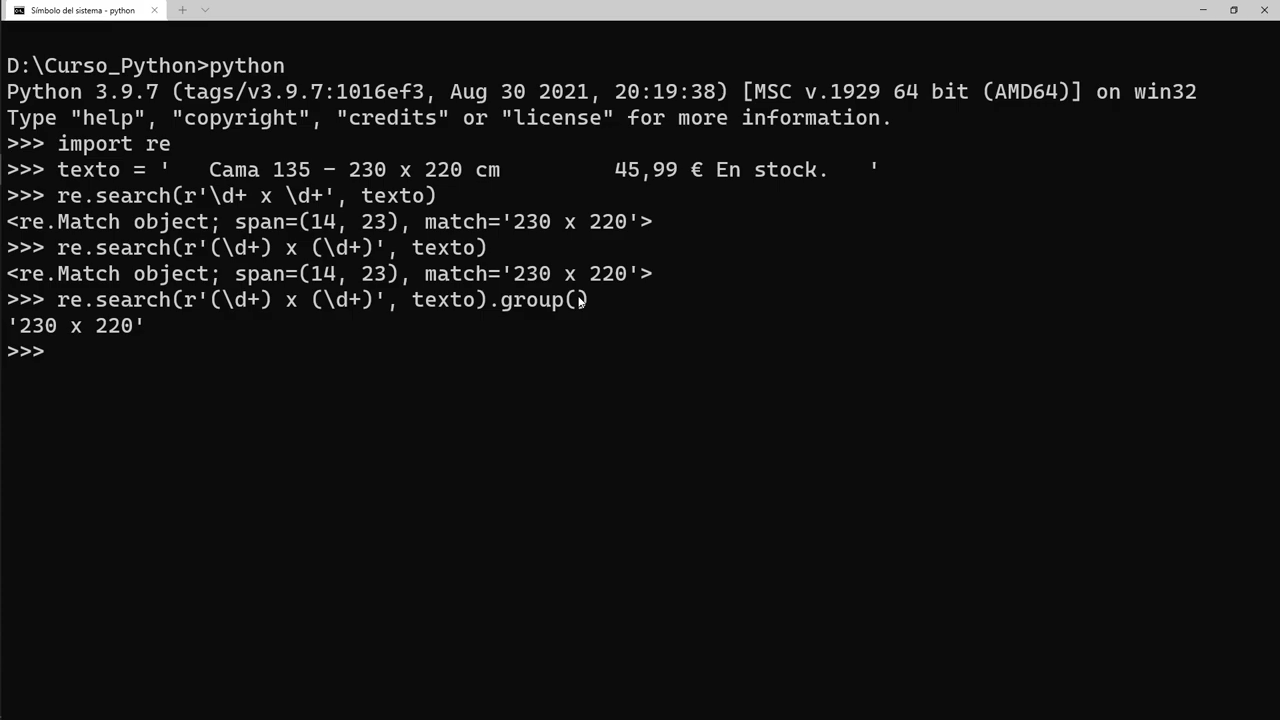 Símbolo del sistema - python
D:\Curso_Python>python
Python 3.9.7 (tags/v3.9.7:1016ef3, Aug 30 2021, 20:19:38) [MSC v.1929 64 bit (AMD64)] on win32
Type "help", "copyright", "credits" or "license" for more information.
>>> import re
>>> texto = '   Cama 135 - 230 x 220 cm         45,99 € En stock.   '
>>> re.search(r'\d+ x \d+', texto)
<re.Match object; span=(14, 23), match='230 x 220'>
>>> re.search(r'(\d+) x (\d+)', texto)
<re.Match object; span=(14, 23), match='230 x 220'>
>>> re.search(r'(\d+) x (\d+)', texto).group()
'230 x 220'
>>>